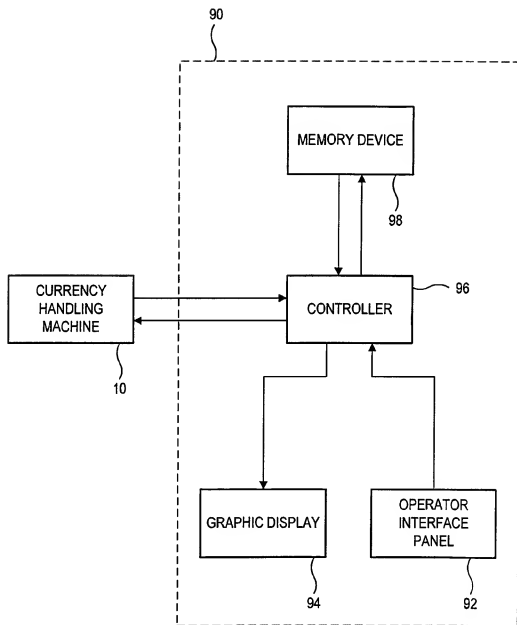 90
MEMORY DEVICE
98
CURRENCY
HANDLING
MACHINE
10
CONTROLLER
96
GRAPHIC DISPLAY
94
OPERATOR
INTERFACE
PANEL
92